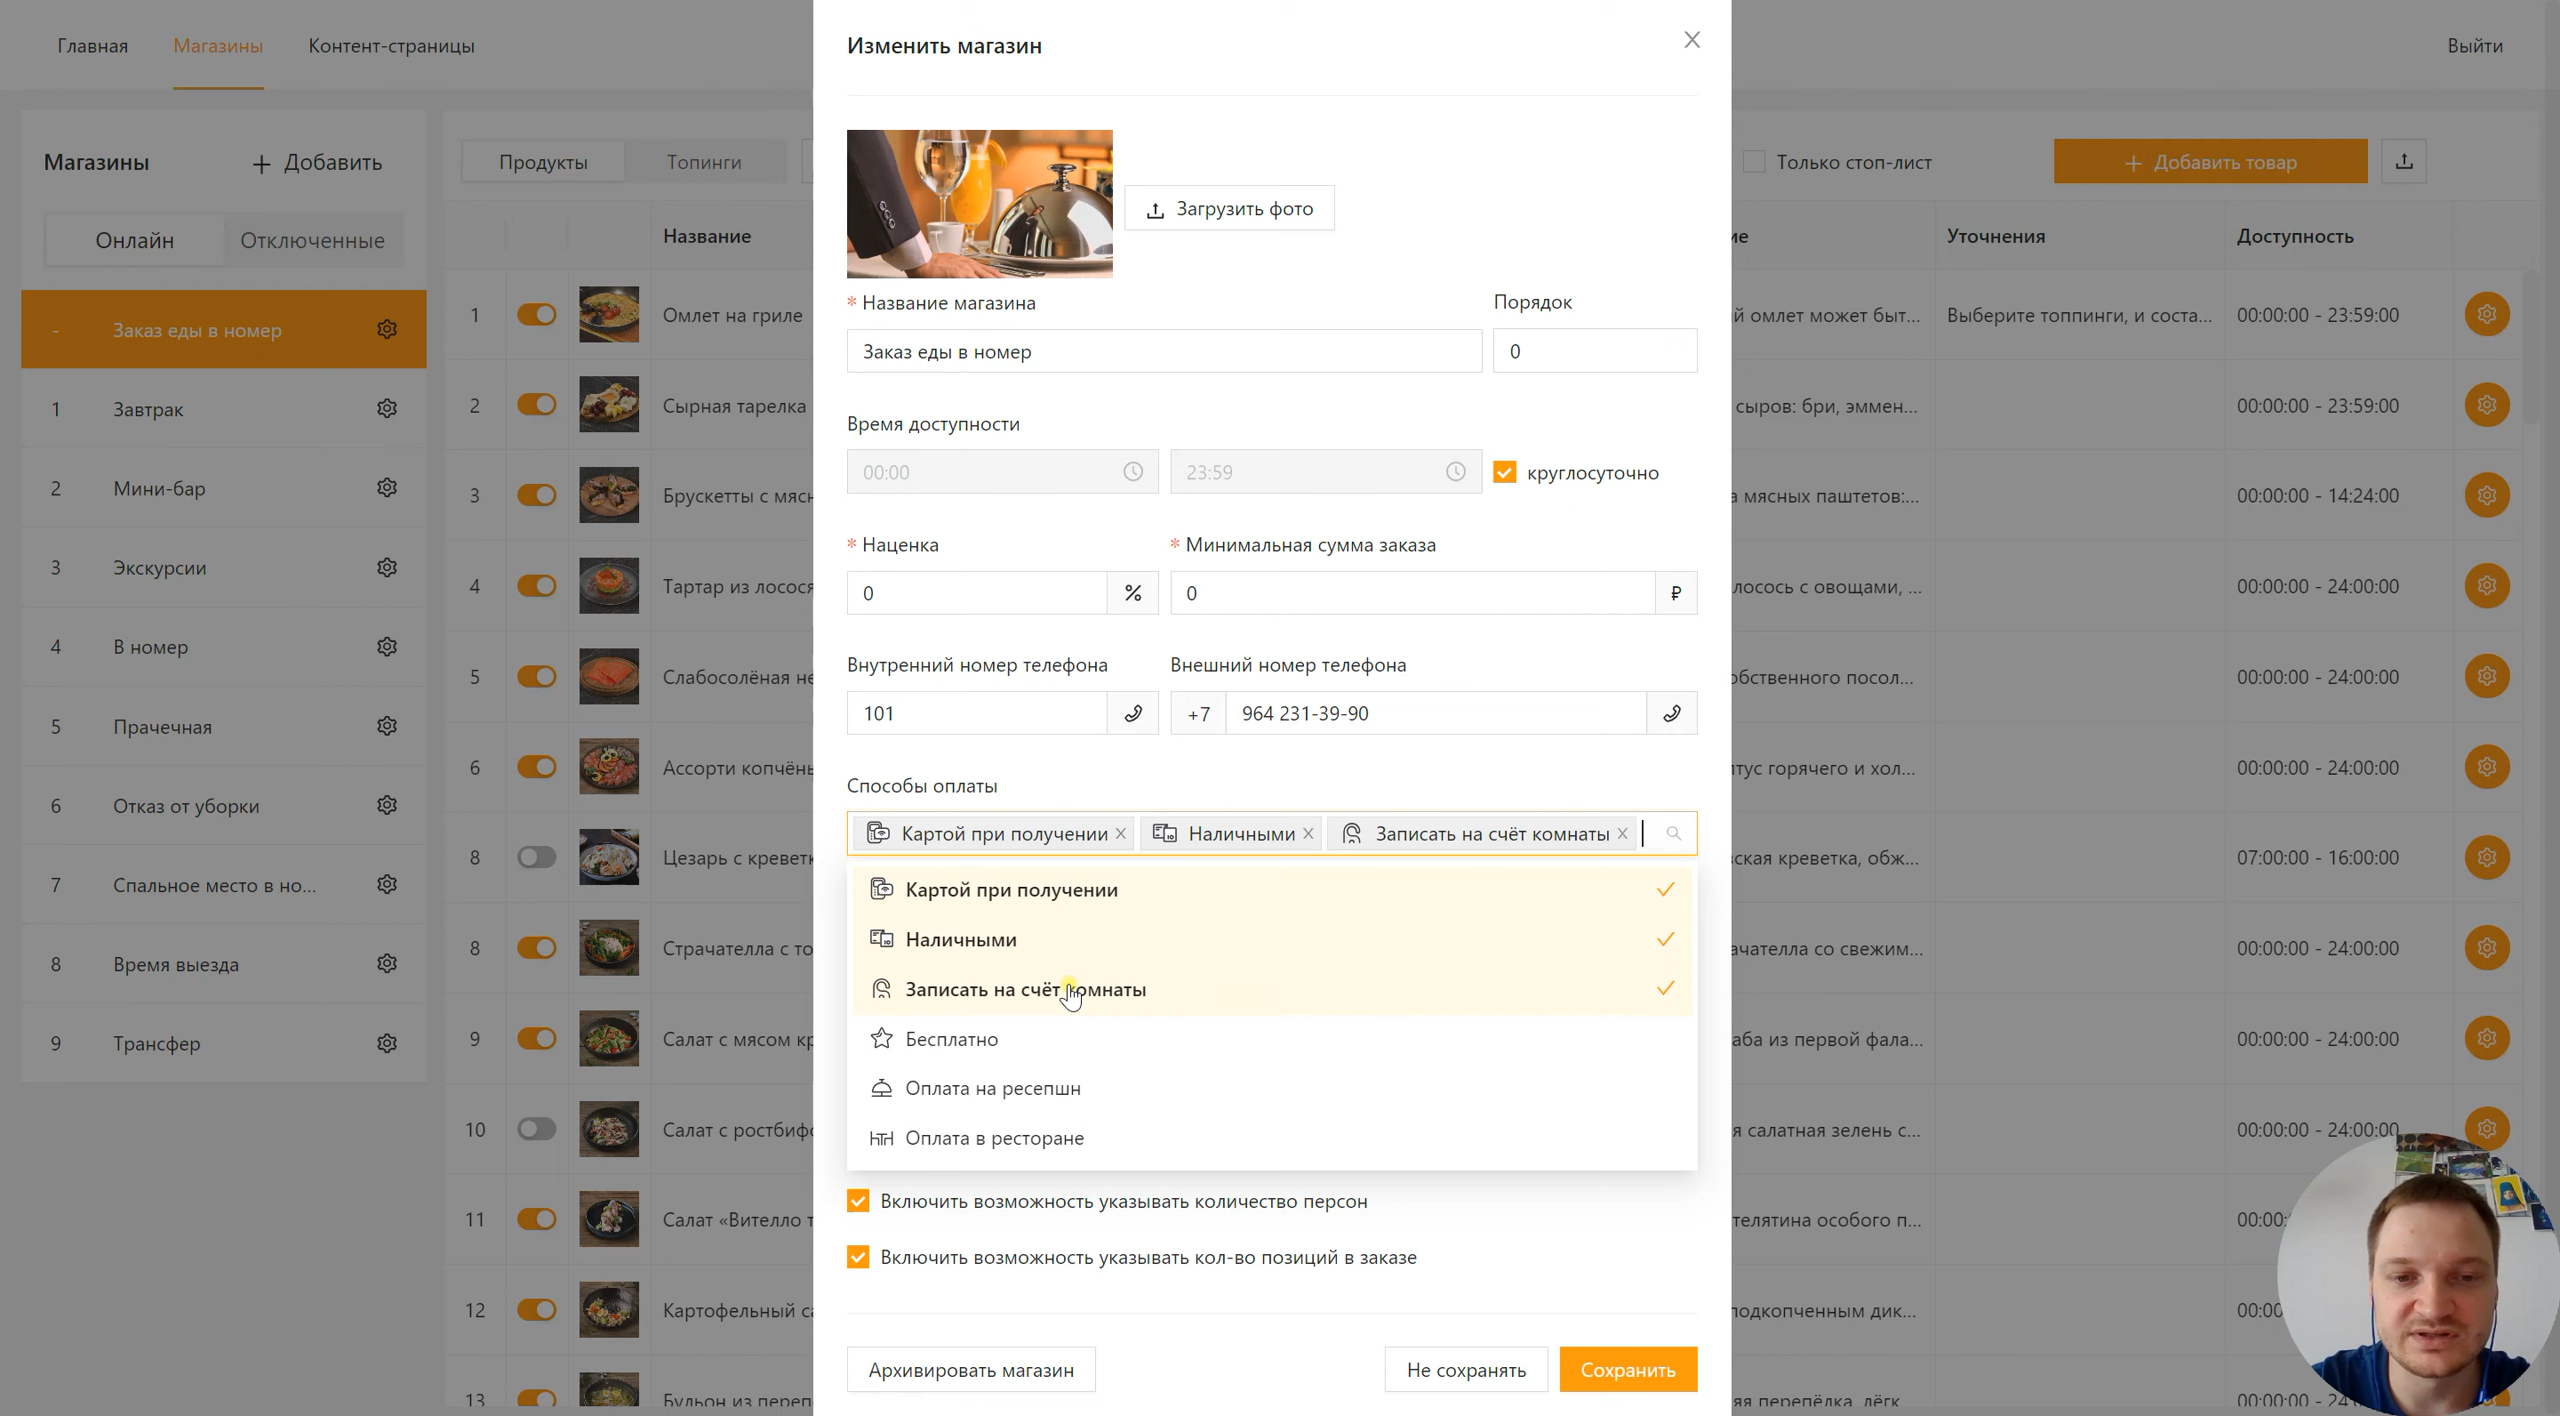 Главная Магазины Контент-страницы
Выйти
Магазины
+ Добавить
Онлайн Отключенные
- Заказ еды в номер
1 Завтрак
2 Мини-бар
3 Экскурсии
4 В номер
5 Прачечная
6 Отказ от уборки
7 Спальное место в но...
8 Время выезда
9 Трансфер
Продукты Топинги
Название
1 Омлет на гриле
2 Сырная тарелка
3 Брускетты с мясн
4 Тартар из лосося
5 Слабосолёная не
6 Ассорти копчёны
8 Цезарь с креветк
8 Страчателла с то
9 Салат с мясом кр
10 Салат с ростбифо
11 Салат «Вителло т
12 Картофельный са
13 Бульон из переп
Изменить магазин
Загрузить фото
* Название магазина
Порядок
Заказ еды в номер
0
Время доступности
00:00
23:59
круглосуточно
* Наценка
* Минимальная сумма заказа
0 %
0 ₽
Внутренний номер телефона
Внешний номер телефона
101
+7 964 231-39-90
Способы оплаты
Картой при получении Наличными Записать на счёт комнаты
Картой при получении
Наличными
Записать на счёт комнаты
Бесплатно
Оплата на ресепшн
Оплата в ресторане
Включить возможность указывать количество персон
Включить возможность указывать кол-во позиций в заказе
Архивировать магазин
Не сохранять
Сохранить
Только стоп-лист
+ Добавить товар
ие Уточнения Доступность
й омлет может быт... Выберите топпинги, и соста... 00:00:00 - 23:59:00
сыров: бри, эммен... 00:00:00 - 23:59:00
а мясных паштетов:... 00:00:00 - 14:24:00
лосось с овощами, ... 00:00:00 - 24:00:00
обственного посол... 00:00:00 - 24:00:00
тус горячего и хол... 00:00:00 - 24:00:00
ская креветка, обж... 07:00:00 - 16:00:00
ачателла со свежим... 00:00:00 - 24:00:00
аба из первой фала... 00:00:00 - 24:00:00
я салатная зелень с... 00:00:00 - 24:00:00
телятина особого п... 00:00:
подкопченным дик... 00:00
яя перепёлка, лёгк 00:00:00 - 24